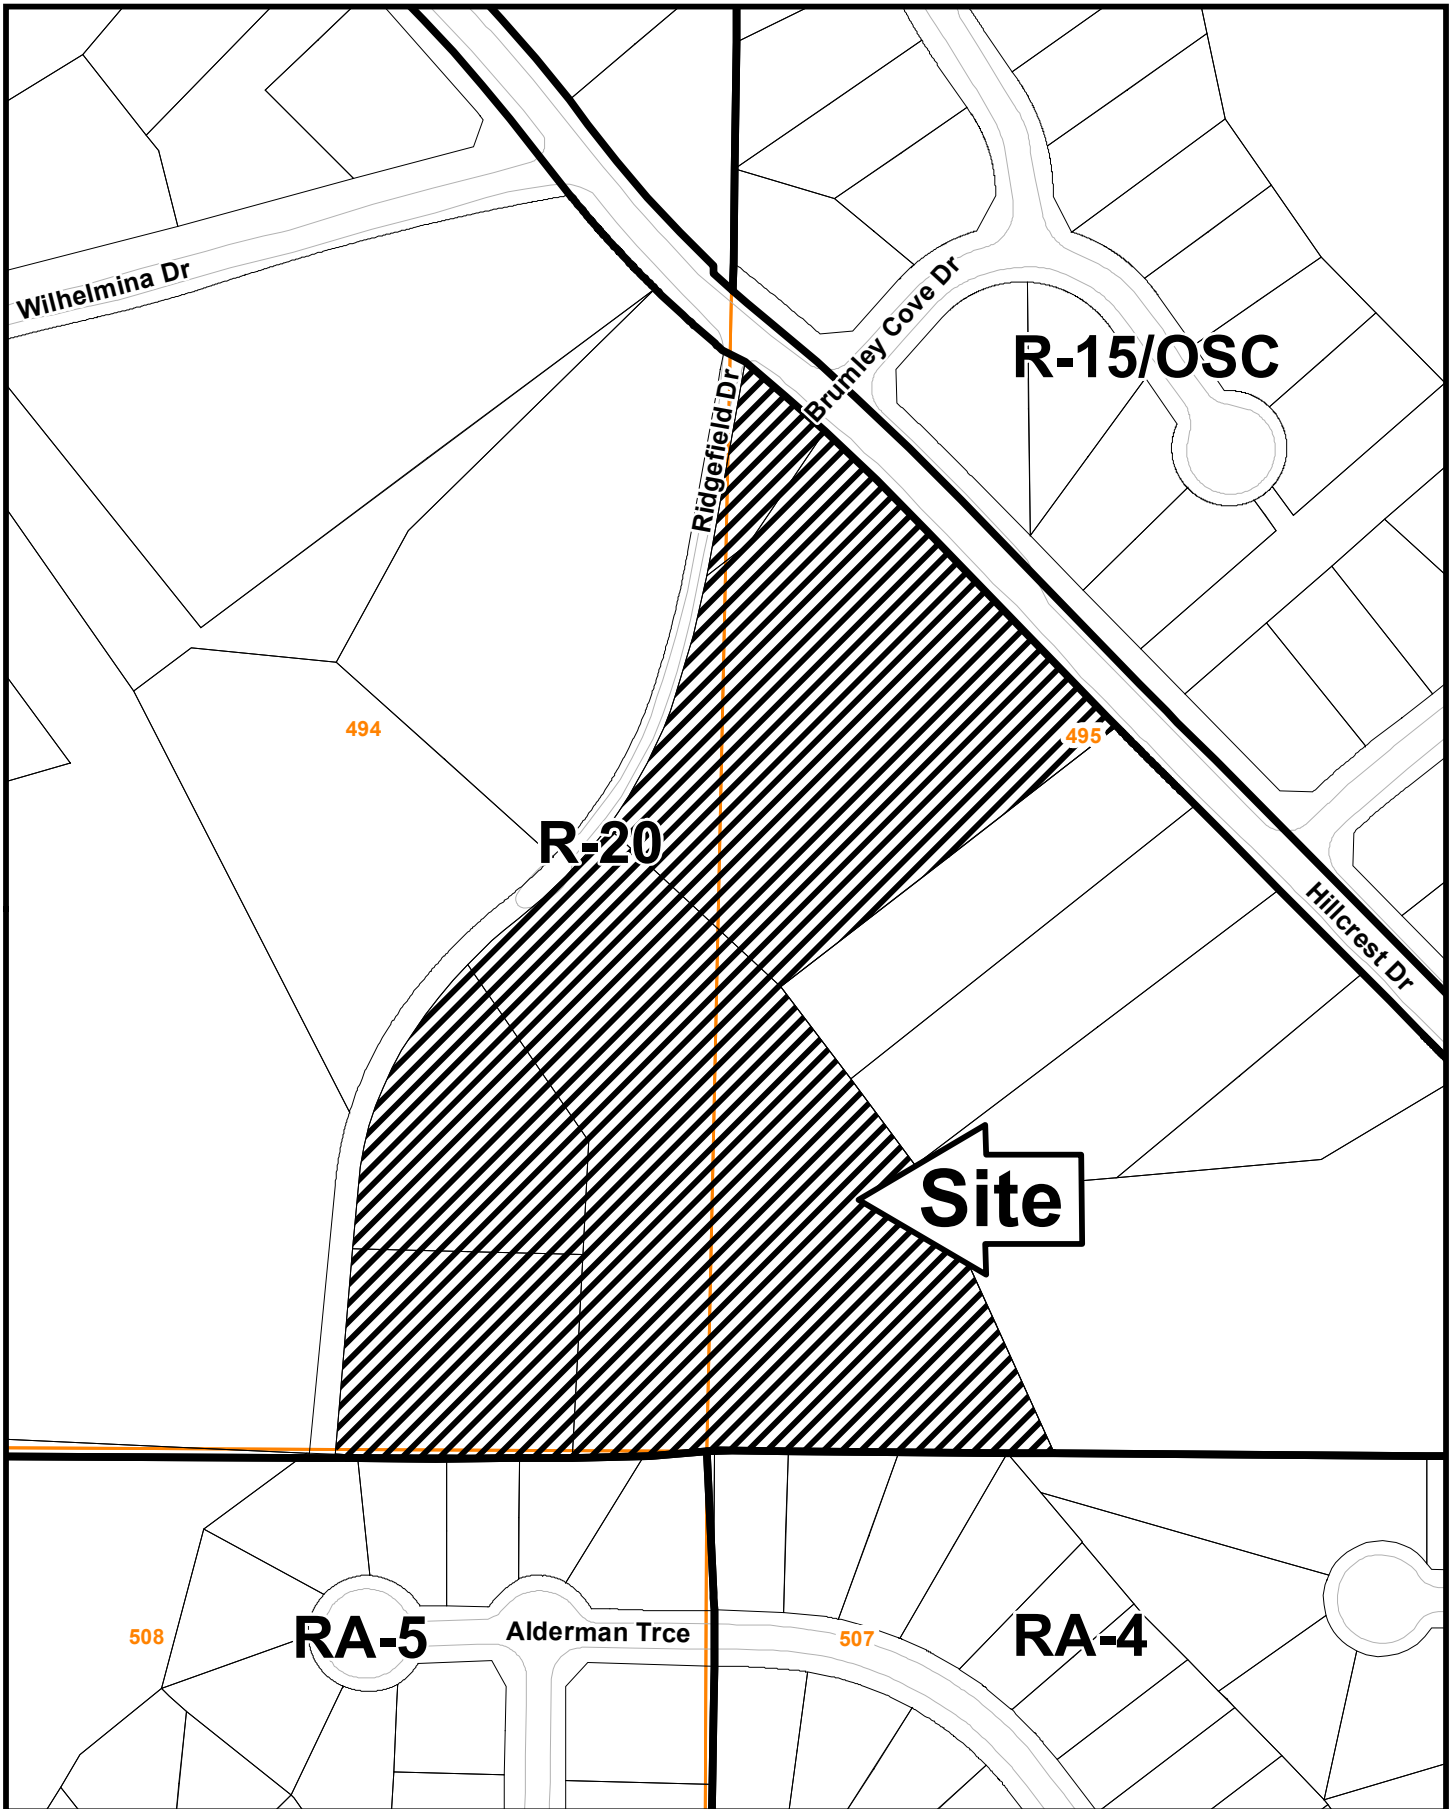 Wilhelmina Dr
Brumley Cove Dr
R-15/OSC
Ridgefield Dr
494
495
R-20
Hillcrest Dr
Site
508
RA-5
Alderman Trce
507
RA-4